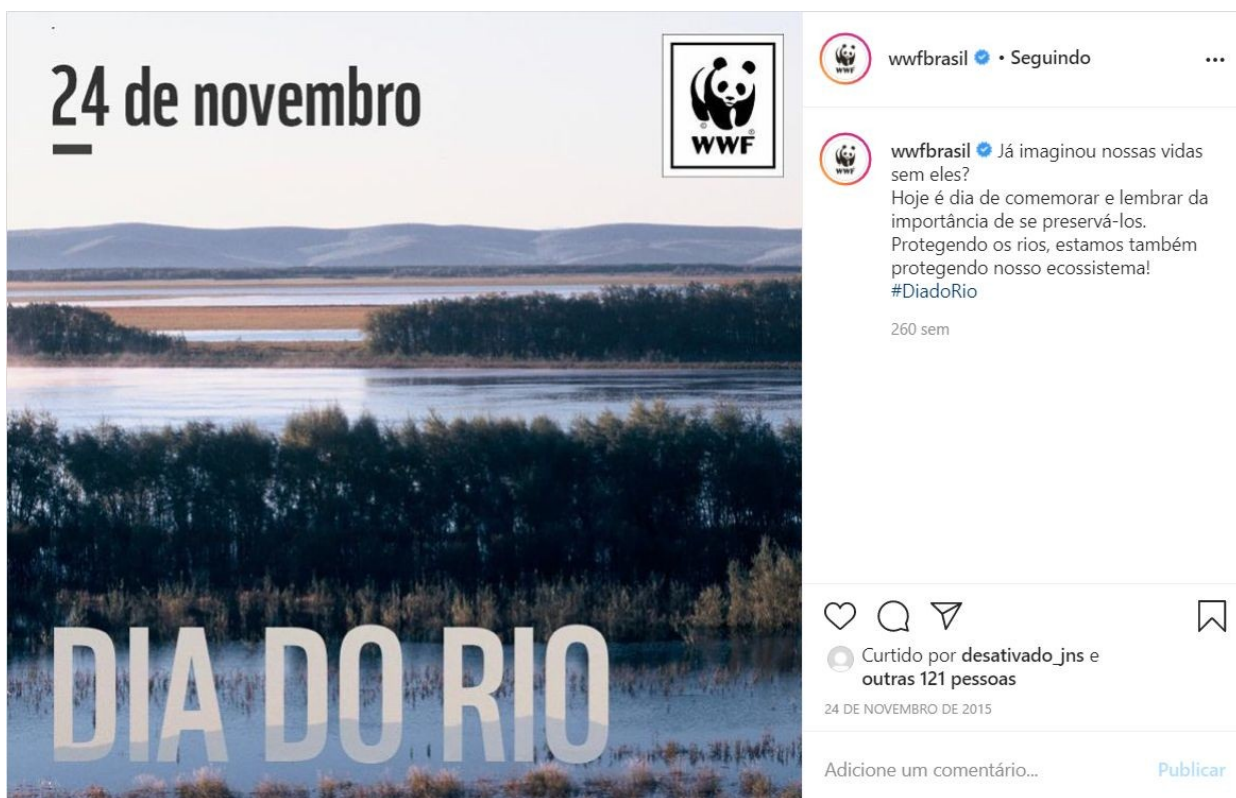 24 de novembro
WWF
DIA DO RIO
wwfbrasil • Seguindo
wwfbrasil Já imaginou nossas vidas
sem eles?
Hoje é dia de comemorar e lembrar da
importância de se preservá-los.
Protegendo os rios, estamos também
protegendo nosso ecossistema!
#DiadoRio
260 sem
Curtido por desativado_jns e
outras 121 pessoas
24 DE NOVEMBRO DE 2015
Adicione um comentário... Publicar